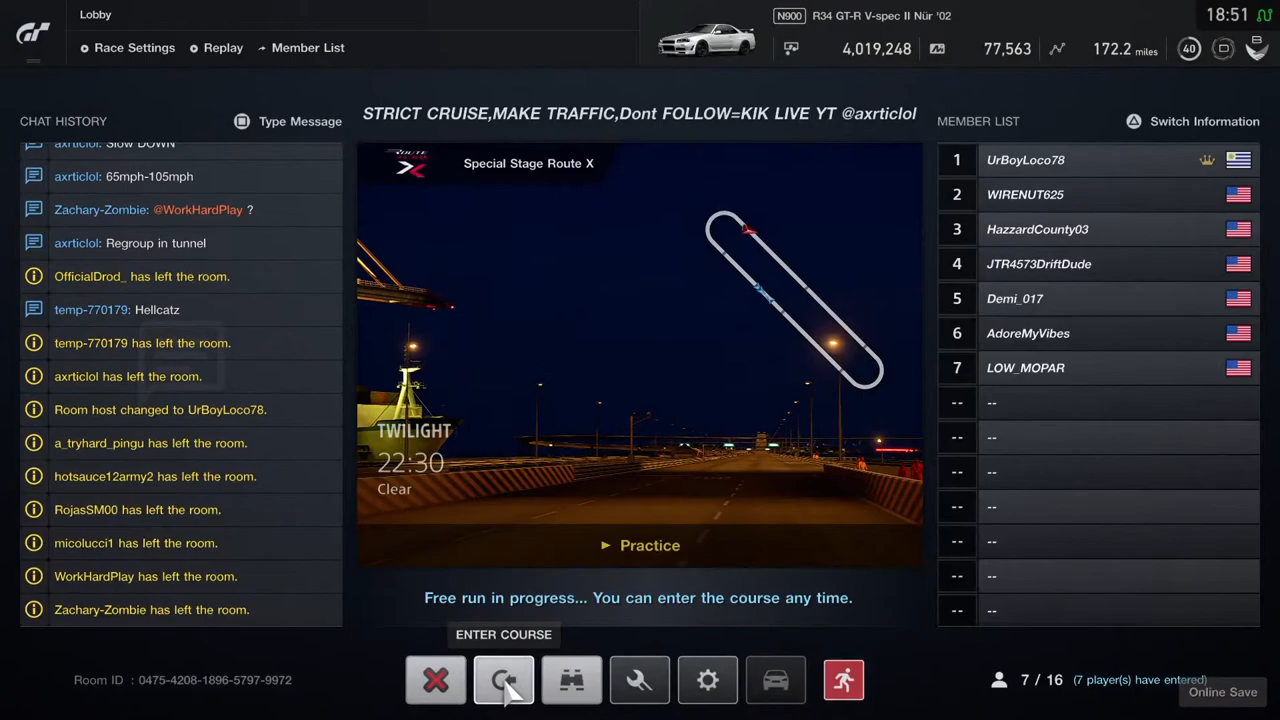 Lobby
Race Settings
Replay
Member List
N900
R34 GT-R V-spec II Nür '02
4,019,248
77,563
172.2 miles
40
B
18:51
STRICT CRUISE,MAKE TRAFFIC,Dont FOLLOW=KIK LIVE YT @axrticlol
CHAT HISTORY
Type Message
axrticlol: Slow DOWN
axrticlol: 65mph-105mph
Zachary-Zombie: @WorkHardPlay ?
axrticlol: Regroup in tunnel
OfficialDrod_ has left the room.
temp-770179: Hellcatz
temp-770179 has left the room.
axrticlol has left the room.
Room host changed to UrBoyLoco78.
a_tryhard_pingu has left the room.
hotsauce12army2 has left the room.
RojasSM00 has left the room.
micolucci1 has left the room.
WorkHardPlay has left the room.
Zachary-Zombie has left the room.
Special Stage Route X
TWILIGHT
22:30
Clear
Practice
Free run in progress... You can enter the course any time.
ENTER COURSE
MEMBER LIST
Switch Information
1 UrBoyLoco78
2 WIRENUT625
3 HazzardCounty03
4 JTR4573DriftDude
5 Demi_017
6 AdoreMyVibes
7 LOW_MOPAR
-- --
-- --
-- --
-- --
-- --
-- --
-- --
Room ID : 0475-4208-1896-5797-9972
7 / 16 (7 player(s) have entered)
Online Save